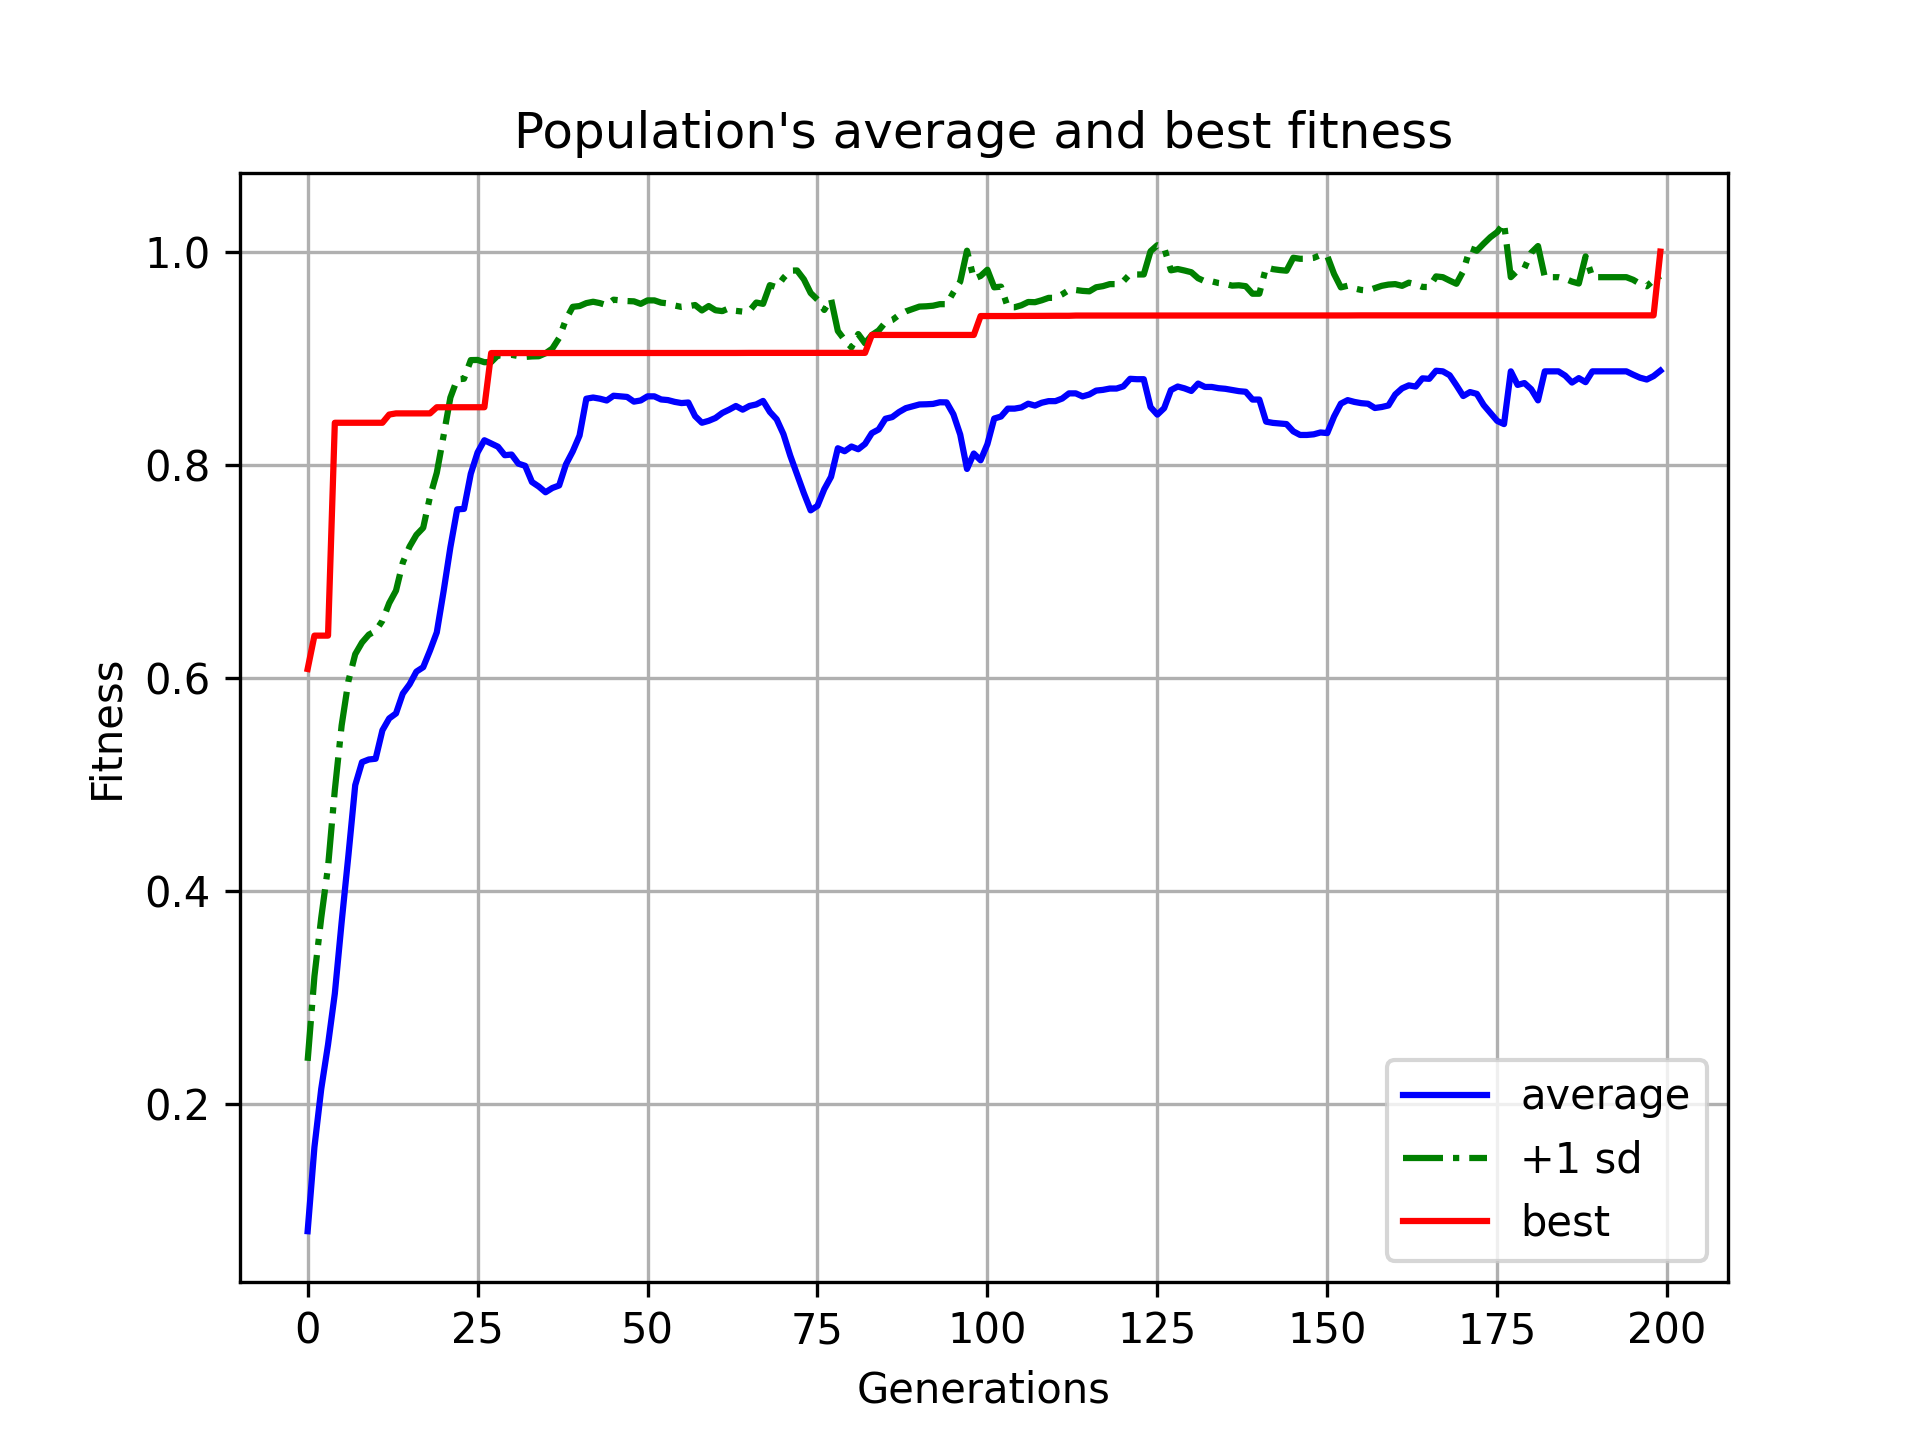 Population's average and best fitness
1.0
0.8
0.6
0.4
0.2
Fitness
average
+1 sd
best
0 25 50 75 100 125 150 175 200
Generations